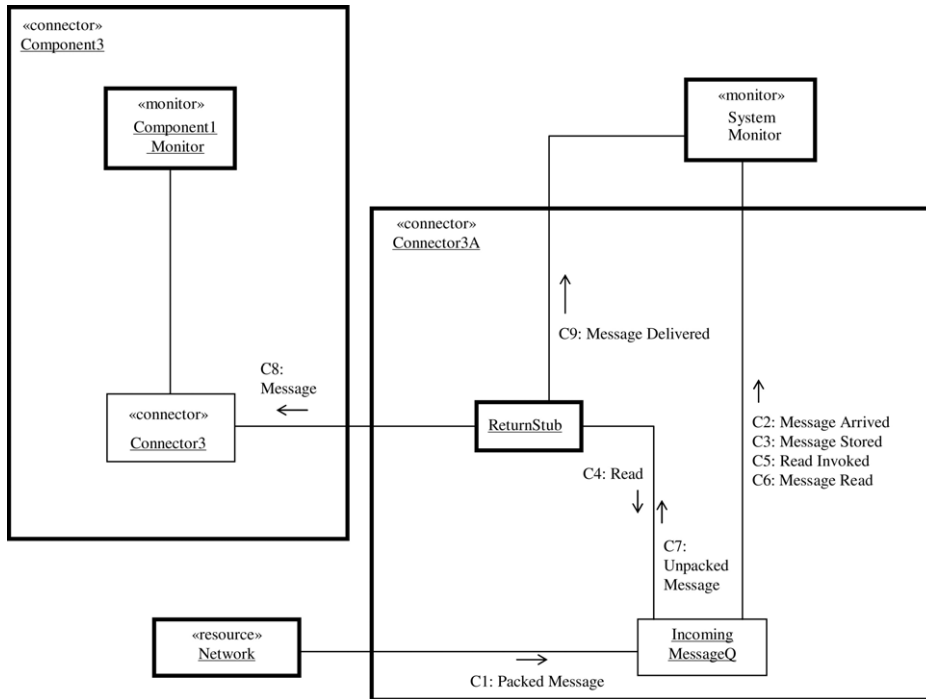 «connector»
Component3
«monitor»
Component1
Monitor
«monitor»
System
Monitor
«connector»
Connector3A
C9: Message Delivered
C8:
Message
«connector»
Connector3
ReturnStub
C2: Message Arrived
C3: Message Stored
C5: Read Invoked
C6: Message Read
C4: Read
C7:
Unpacked
Message
«resource»
Network
Incoming
MessageQ
C1: Packed Message